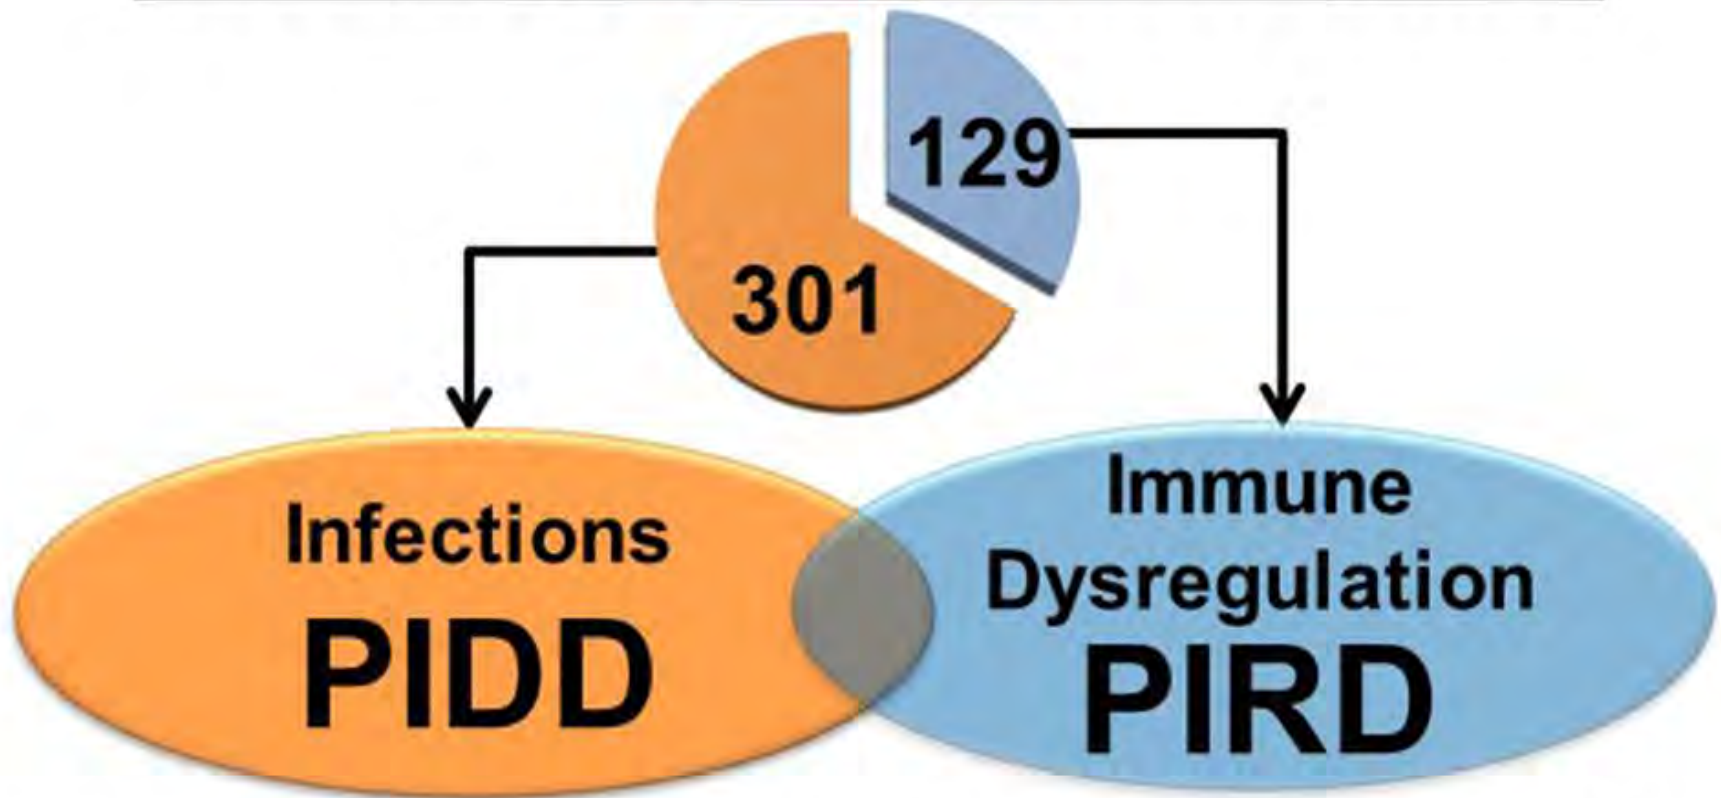 129
301
Infections
PIDD
Immune
Dysregulation
PIRD